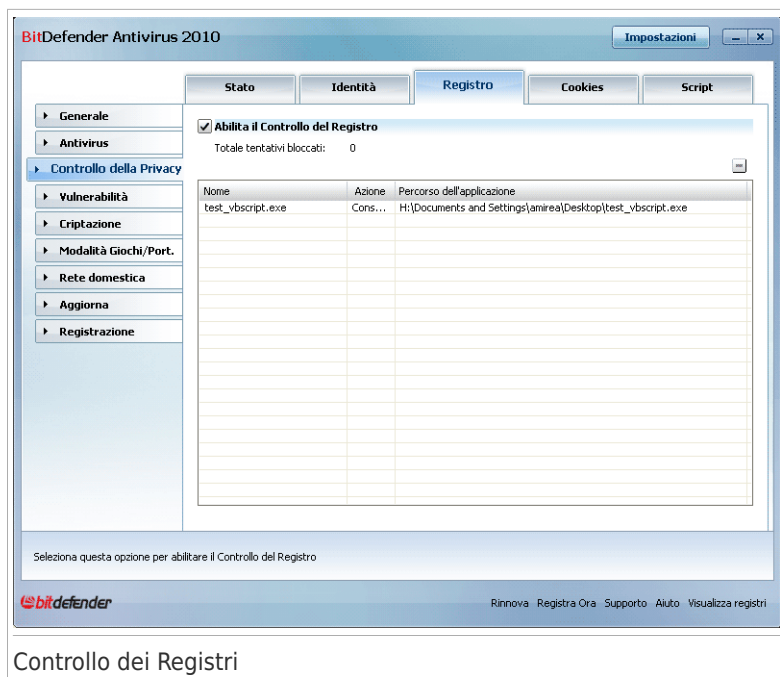 BitDefender Antivirus 2010
Impostazioni
Stato Identità Registro Cookies Script
Generale
Antivirus
Controllo della Privacy
Vulnerabilità
Criptazione
Modalità Giochi/Port.
Rete domestica
Aggiorna
Registrazione
Abilita il Controllo del Registro
Totale tentativi bloccati: 0
Nome Azione Percorso dell'applicazione
test_vbscript.exe Cons... H:\Documents and Settings\amirea\Desktop\test_vbscript.exe
Seleziona questa opzione per abilitare il Controllo del Registro
bitdefender
Rinnova Registra Ora Supporto Aiuto Visualizza registri
Controllo dei Registri